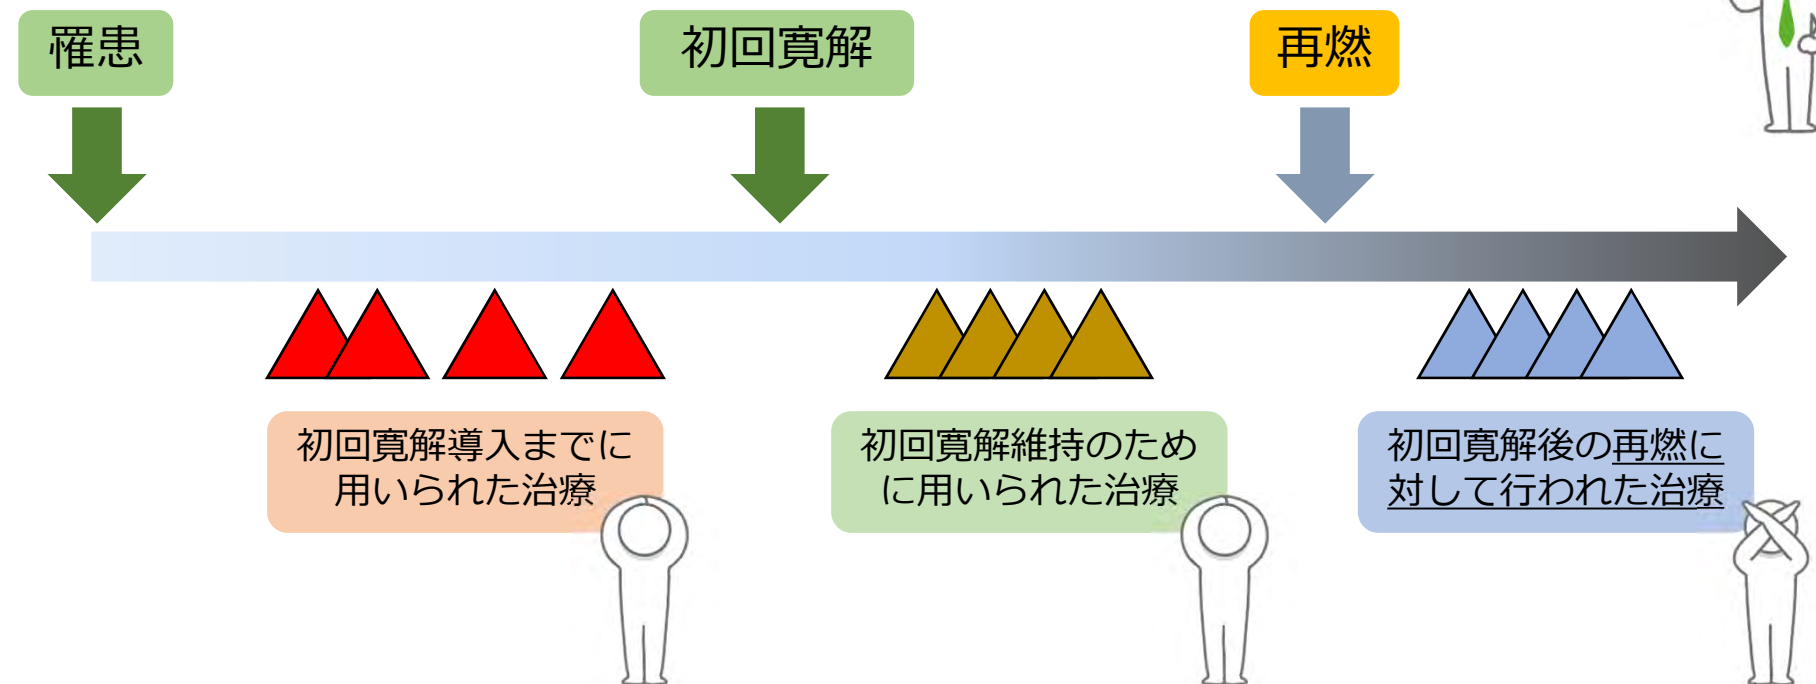 罹患
初回寛解
再燃
初回寛解導入までに
用いられた治療
初回寛解維持のため
に用いられた治療
初回寛解後の再燃に
対して行われた治療